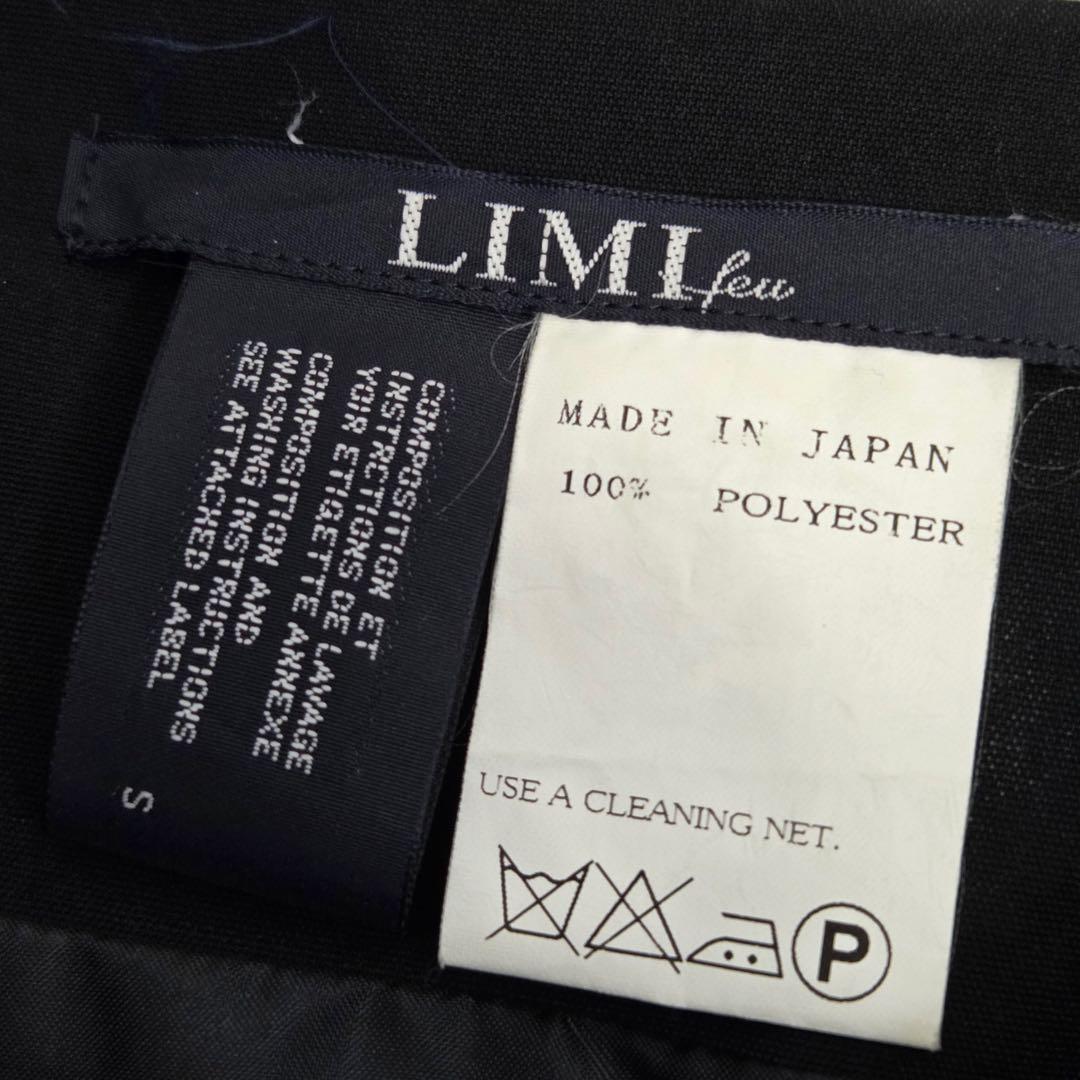 LIMI feu
COMPOSITION ET
INSTRCTIONS DE LAVAGE
VOIR ETIQETTE ANNEXE
COMPOSITION AND
WASHING INSTRUCTIONS
SEE ATTACHED LABEL
S
MADE IN JAPAN
100% POLYESTER
USE A CLEANING NET.
P